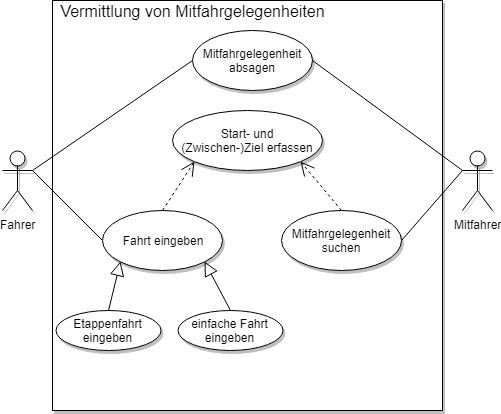 Vermittlung von Mitfahrgelegenheiten
Mitfahrgelegenheit
absagen
Start- und
(Zwischen-)Ziel erfassen
Fahrer
Mitfahrer
Fahrt eingeben
Mitfahrgelegenheit
suchen
Etappenfahrt
eingeben
einfache Fahrt
eingeben